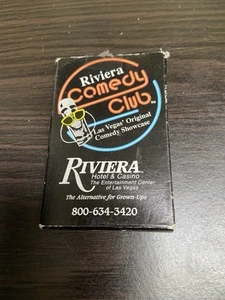 Riviera
Comedy
Club
Las Vegas' Original
Comedy Showcase
RIVIERA
Hotel & Casino
The Entertainment Center
of Las Vegas
The Alternative for Grown-Ups
800-634-3420